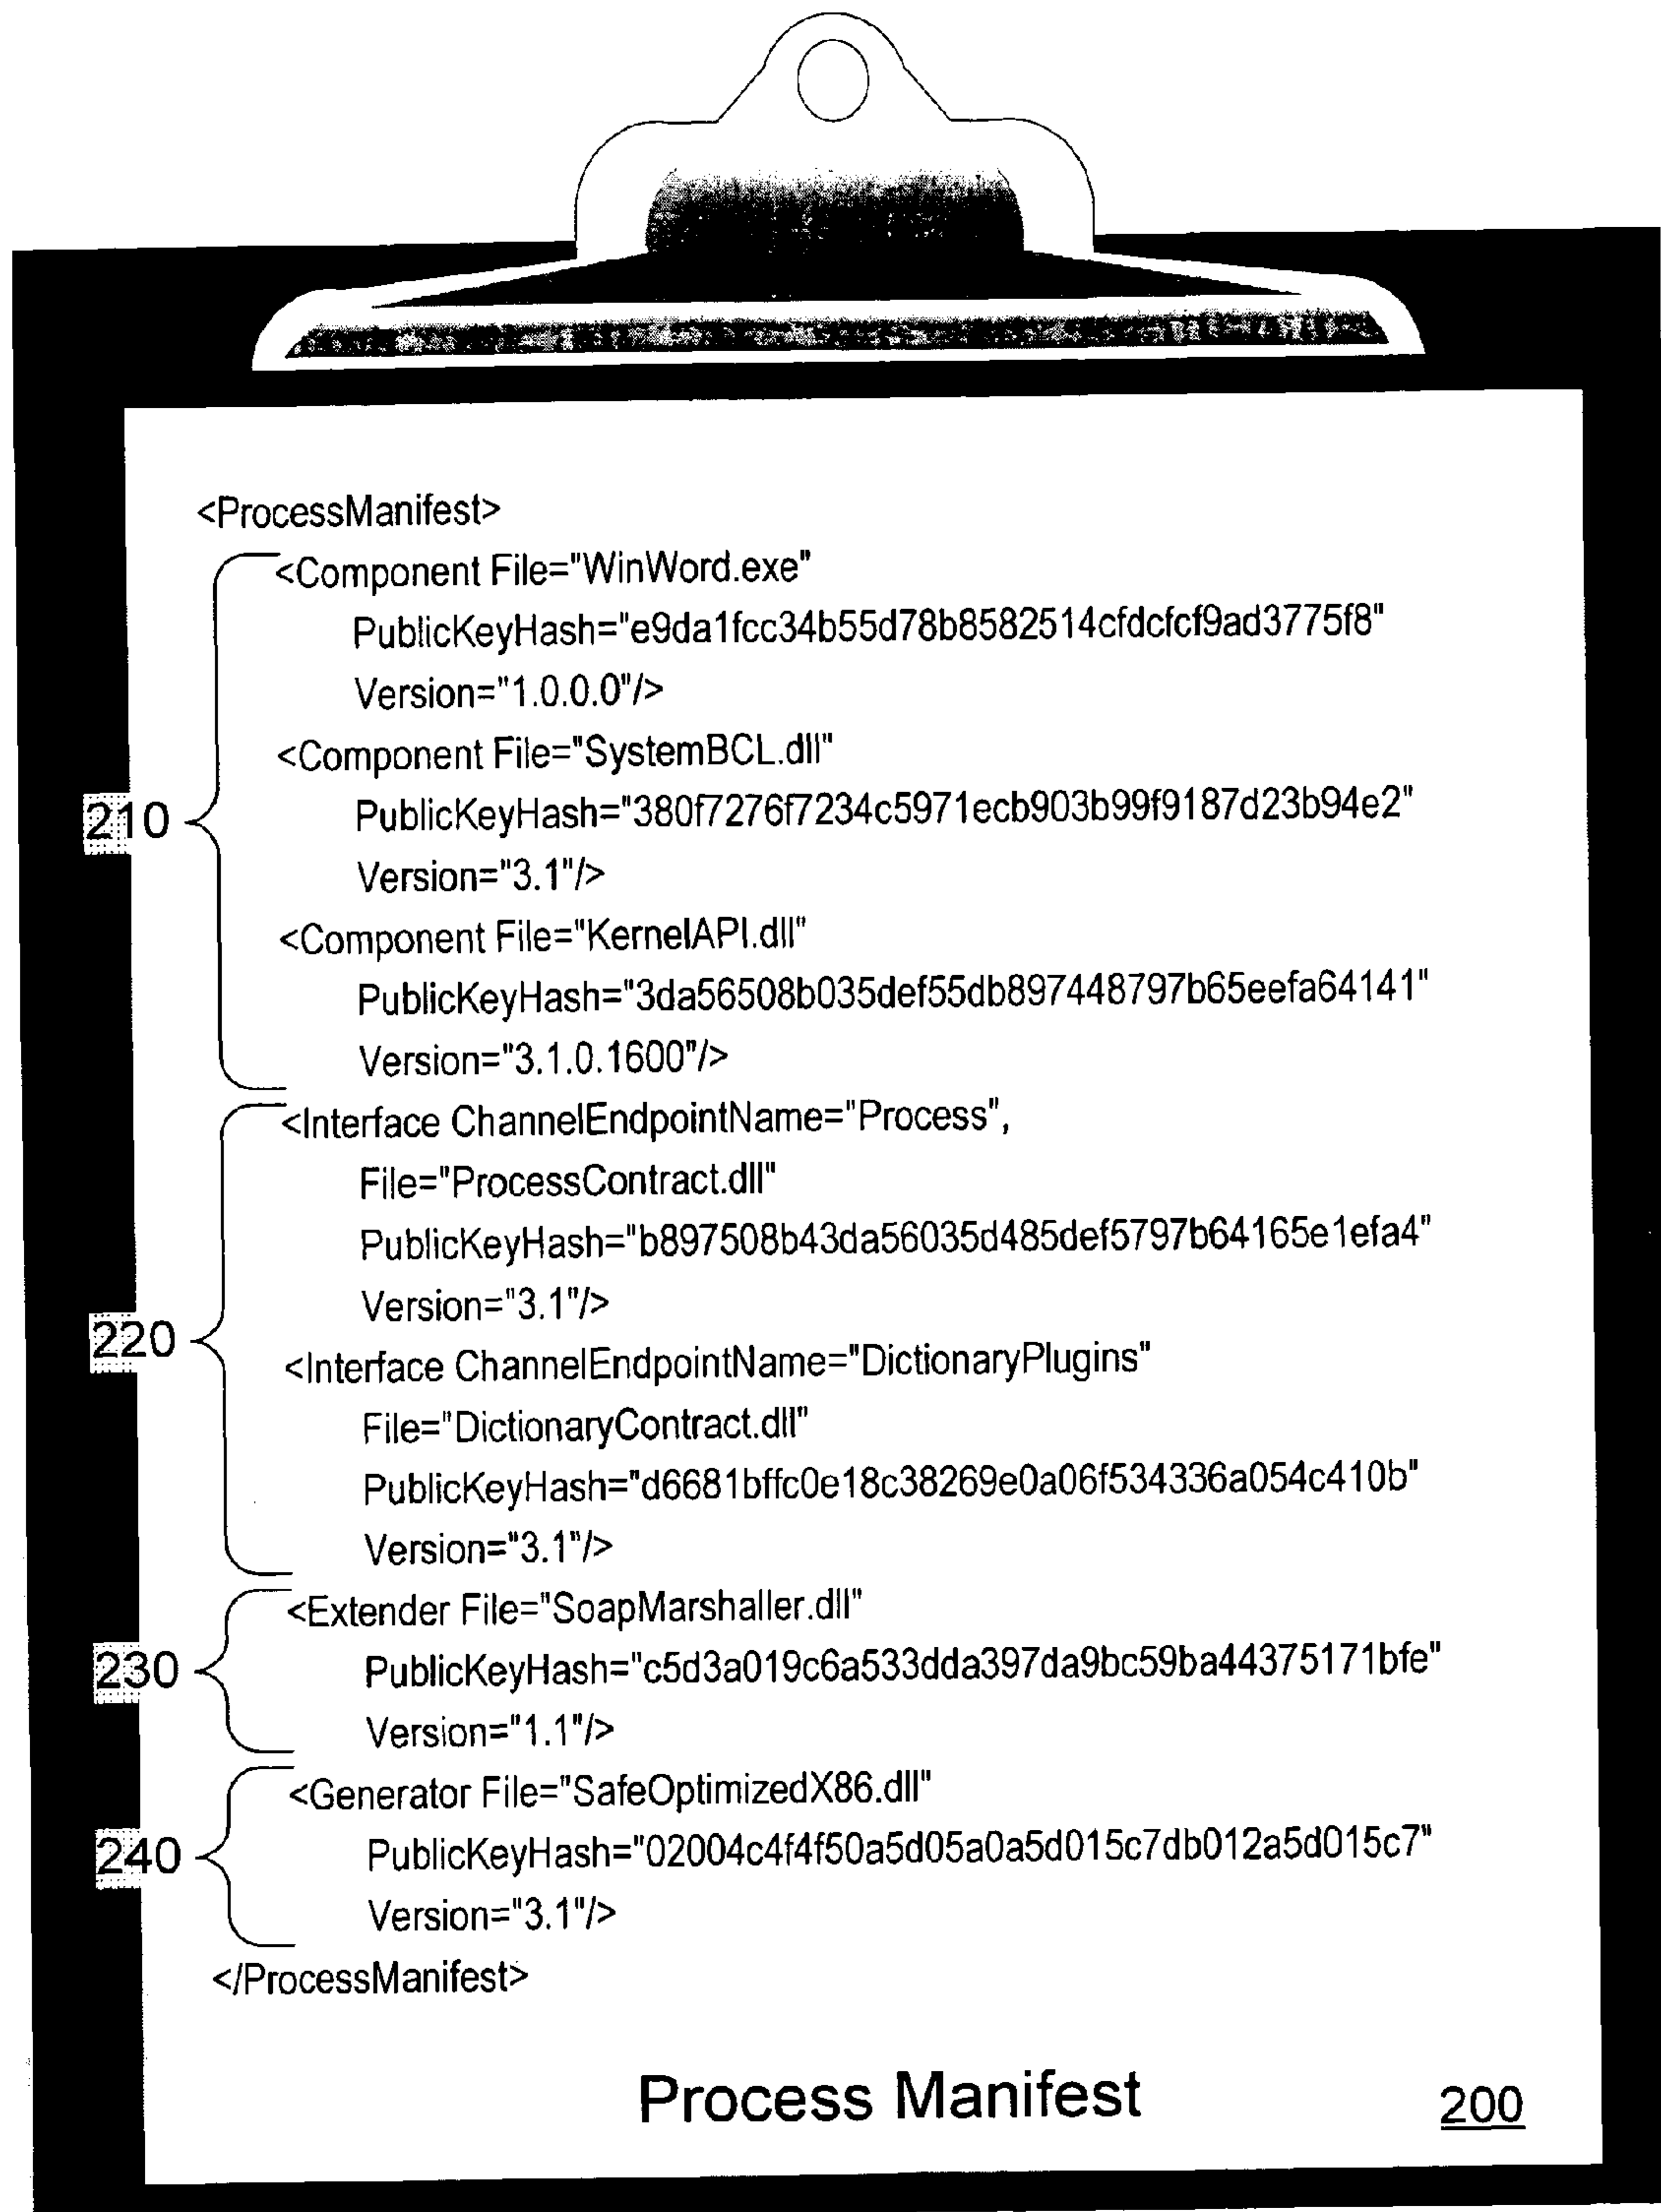 <ProcessManifest>
<Component File="WinWord.exe"
PublicKeyHash="e9da1fcc34b55d78b8582514cfdcfcf9ad3775f8"
Version="1.0.0.0"/>
<Component File="SystemBCL.dll"
210
PublicKeyHash="380f7276f7234c5971ecb903b99f9187d23b94e2"
Version="3.1"/>
<Component File="KernelAPI.dll"
PublicKeyHash="3da56508b035def55db897448797b65eefa64141"
Version="3.1.0.1600"/>
<Interface ChannelEndpointName="Process",
File="ProcessContract.dll"
PublicKeyHash="b897508b43da56035d485def5797b64165e1efa4"
Version="3.1"/>
220
<Interface ChannelEndpointName="DictionaryPlugins"
File="DictionaryContract.dll"
PublicKeyHash="d6681bffc0e18c38269e0a06f534336a054c410b"
Version="3.1"/>
<Extender File="SoapMarshaller.dll"
230
PublicKeyHash="c5d3a019c6a533dda397da9bc59ba44375171bfe"
Version="1.1"/>
<Generator File="SafeOptimizedX86.dll"
240
PublicKeyHash="02004c4f4f50a5d05a0a5d015c7db012a5d015c7"
Version="3.1"/>
</ProcessManifest>
Process Manifest
200